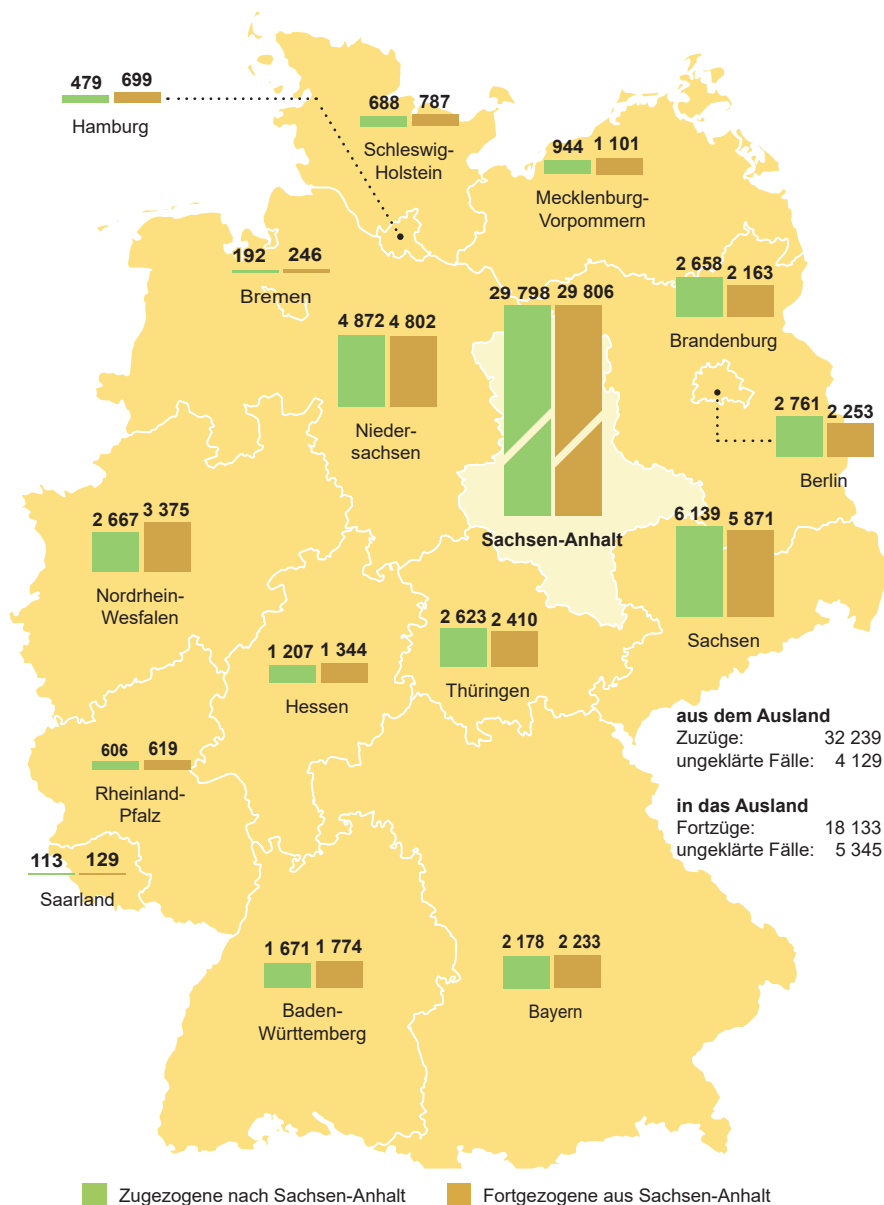 479 699
Hamburg
688 787
Schleswig-
Holstein
944 1 101
Mecklenburg-
Vorpommern
192 246
Bremen
4 872 4 802
Nieder-
sachsen
29 798 29 806
Sachsen-Anhalt
2 658 2 163
Brandenburg
2 761 2 253
Berlin
2 667 3 375
Nordrhein-
Westfalen
6 139 5 871
Sachsen
1 207 1 344
Hessen
2 623 2 410
Thüringen
606 619
Rheinland-
Pfalz
113 129
Saarland
aus dem Ausland
Zuzüge: 32 239
ungeklärte Fälle: 4 129
in das Ausland
Fortzüge: 18 133
ungeklärte Fälle: 5 345
1 671 1 774
Baden-
Württemberg
2 178 2 233
Bayern
Zugezogene nach Sachsen-Anhalt Fortgezogene aus Sachsen-Anhalt